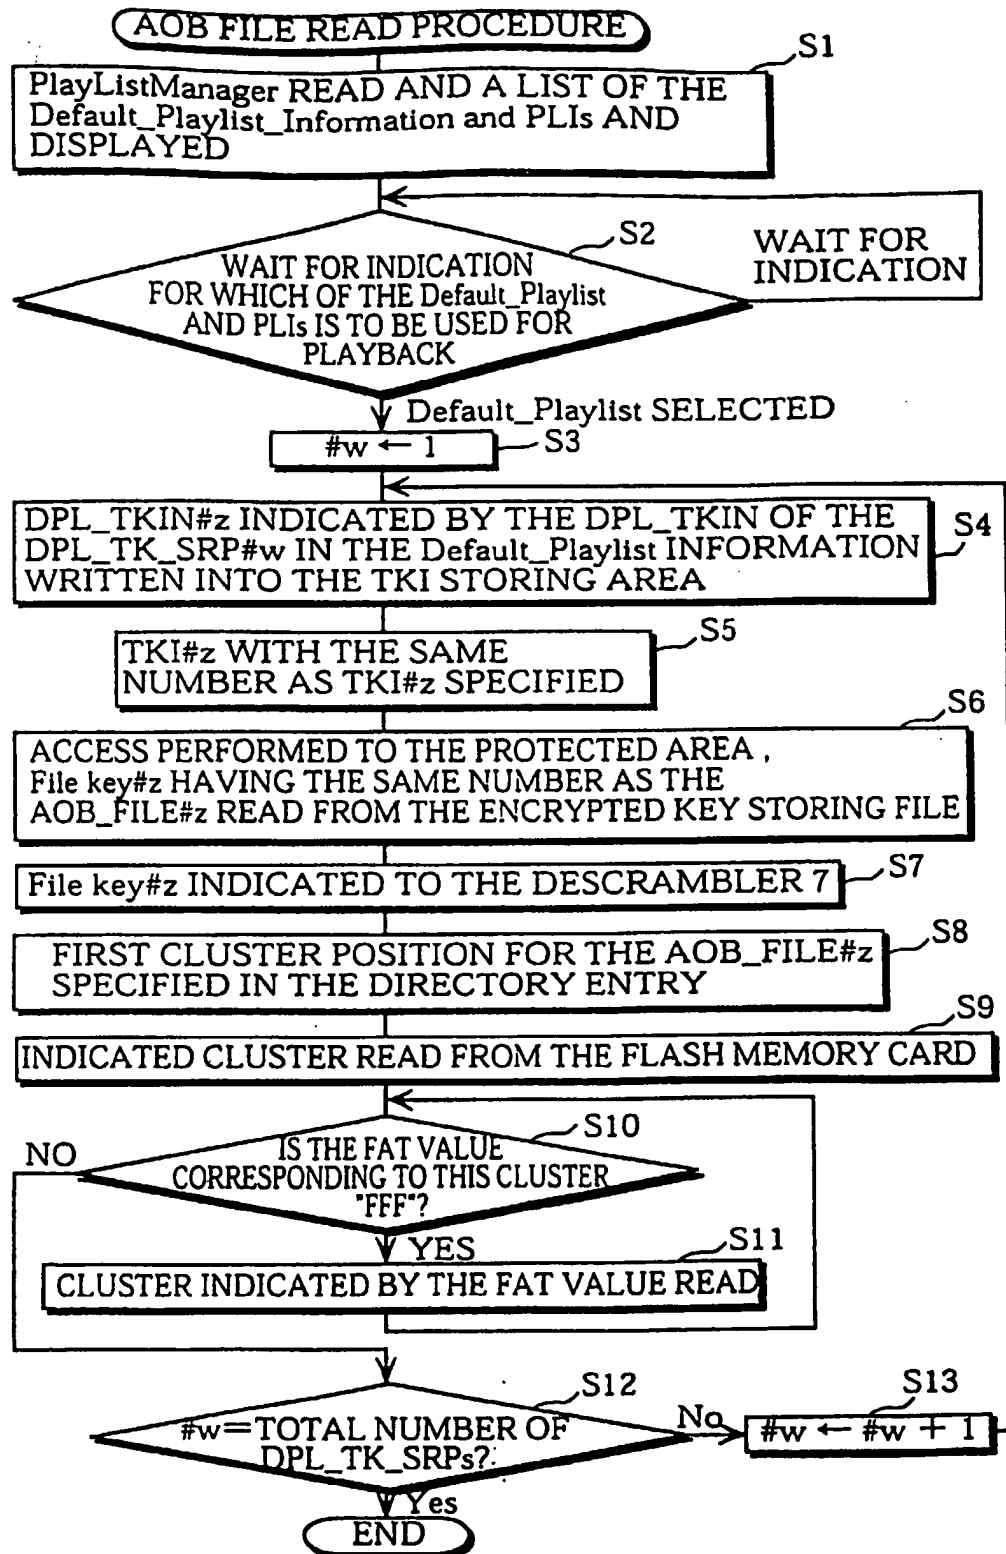 AOB FILE READ PROCEDURE
S1
PlayListManager READ AND A LIST OF THE
Default_Playlist_Information and PLIs AND
DISPLAYED
S2
WAIT FOR INDICATION
FOR WHICH OF THE Default_Playlist
AND PLIs IS TO BE USED FOR
PLAYBACK
WAIT FOR
INDICATION
Default_Playlist SELECTED
#w ← 1
S3
DPL_TKIN#z INDICATED BY THE DPL_TKIN OF THE
DPL_TK_SRP#w IN THE Default_Playlist INFORMATION
WRITTEN INTO THE TKI STORING AREA
S4
S5
TKI#z WITH THE SAME
NUMBER AS TKI#z SPECIFIED
S6
ACCESS PERFORMED TO THE PROTECTED AREA ,
File key#z HAVING THE SAME NUMBER AS THE
AOB_FILE#z READ FROM THE ENCRYPTED KEY STORING FILE
File key#z INDICATED TO THE DESCRAMBLER 7
S7
FIRST CLUSTER POSITION FOR THE AOB_FILE#z
SPECIFIED IN THE DIRECTORY ENTRY
S8
S9
INDICATED CLUSTER READ FROM THE FLASH MEMORY CARD
S10
NO
IS THE FAT VALUE
CORRESPONDING TO THIS CLUSTER
"FFF"?
YES
S11
CLUSTER INDICATED BY THE FAT VALUE READ
S12
#w=TOTAL NUMBER OF
DPL_TK_SRPs?
No
S13
#w ← #w + 1
Yes
END